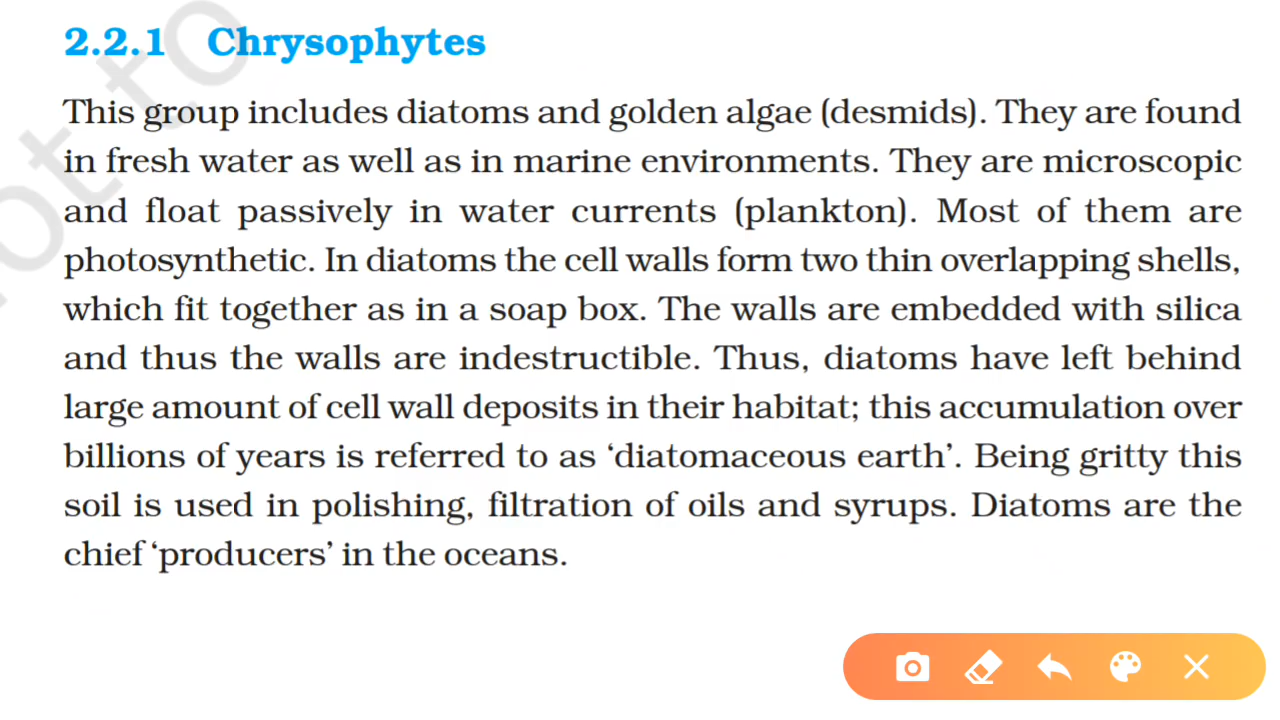 2.2.1 Chrysophytes
This group includes diatoms and golden algae (desmids). They are found
in fresh water as well as in marine environments. They are microscopic
and float passively in water currents (plankton). Most of them are
photosynthetic. In diatoms the cell walls form two thin overlapping shells,
which fit together as in a soap box. The walls are embedded with silica
and thus the walls are indestructible. Thus, diatoms have left behind
large amount of cell wall deposits in their habitat; this accumulation over
billions of years is referred to as ‘diatomaceous earth’. Being gritty this
soil is used in polishing, filtration of oils and syrups. Diatoms are the
chief ‘producers’ in the oceans.
ot to